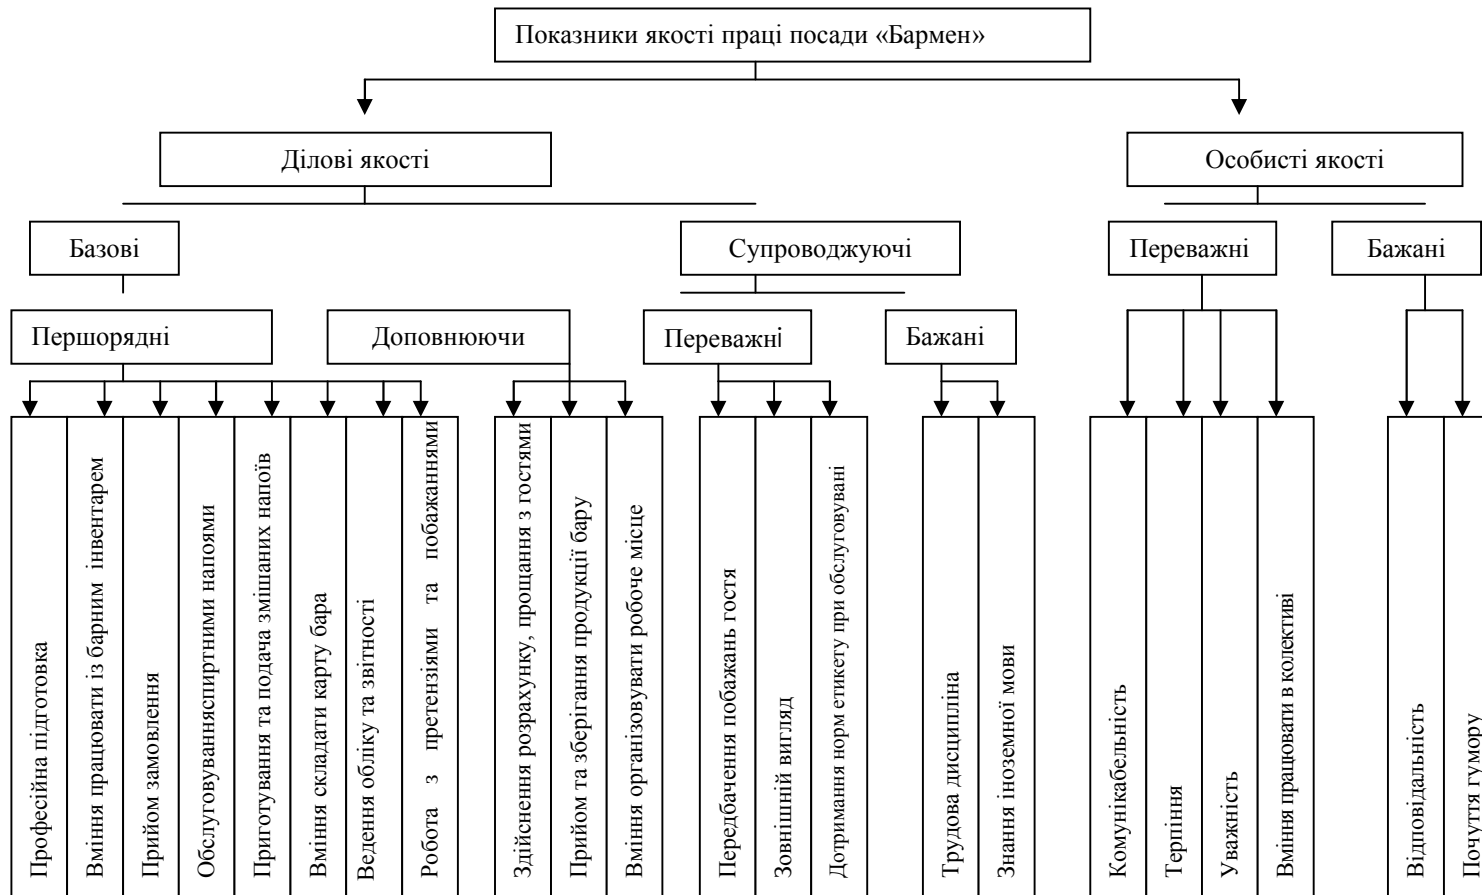 Показники якості праці посади «Бармен»
Ділові якості
Особисті якості
Базові
Супроводжуючі
Переважні
Бажані
Першорядні
Доповнюючи
Переважні
Бажані
Професійна підготовка
Вміння працювати із барним інвентарем
Прийом замовлення
Обслуговуванняспиртними напоями
Приготування та подача змішаних напоїв
Вміння складати карту бара
Ведення обліку та звітності
Робота з претензіями та побажаннями
Здійснення розрахунку, прощання з гостями
Прийом та зберігання продукції бару
Вміння організовувати робоче місце
Передбачення побажань гостя
Зовнішній вигляд
Дотримання норм етикету при обслуговувані
Трудова дисципліна
Знання іноземної мови
Комунікабельність
Терпіння
Уважність
Вміння працювати в колективі
Відповідальність
Почуття гумору